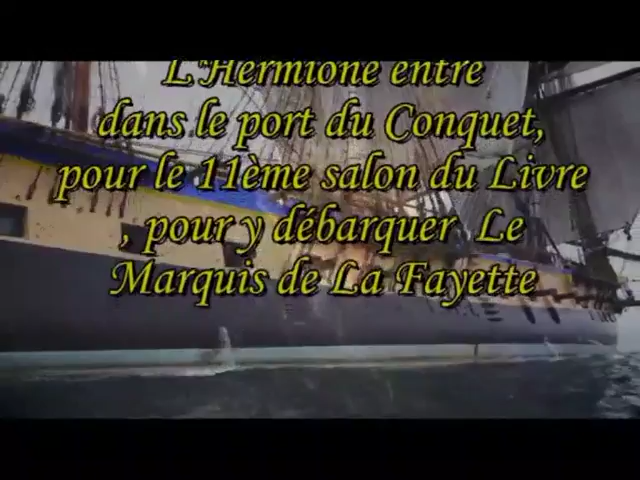 L'Hermione entre
dans le port du Conquet,
pour le 11ème salon du Livre
, pour y débarquer Le
Marquis de La Fayette